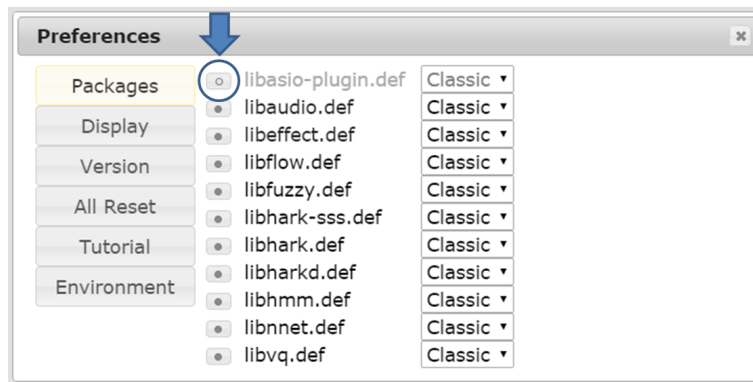 Preferences
Packages
Display
Version
All Reset
Tutorial
Environment
libasio-plugin.def Classic
libaudio.def Classic
libeffect.def Classic
libflow.def Classic
libfuzzy.def Classic
libhark-sss.def Classic
libhark.def Classic
libharkd.def Classic
libhmm.def Classic
libnnet.def Classic
libvq.def Classic